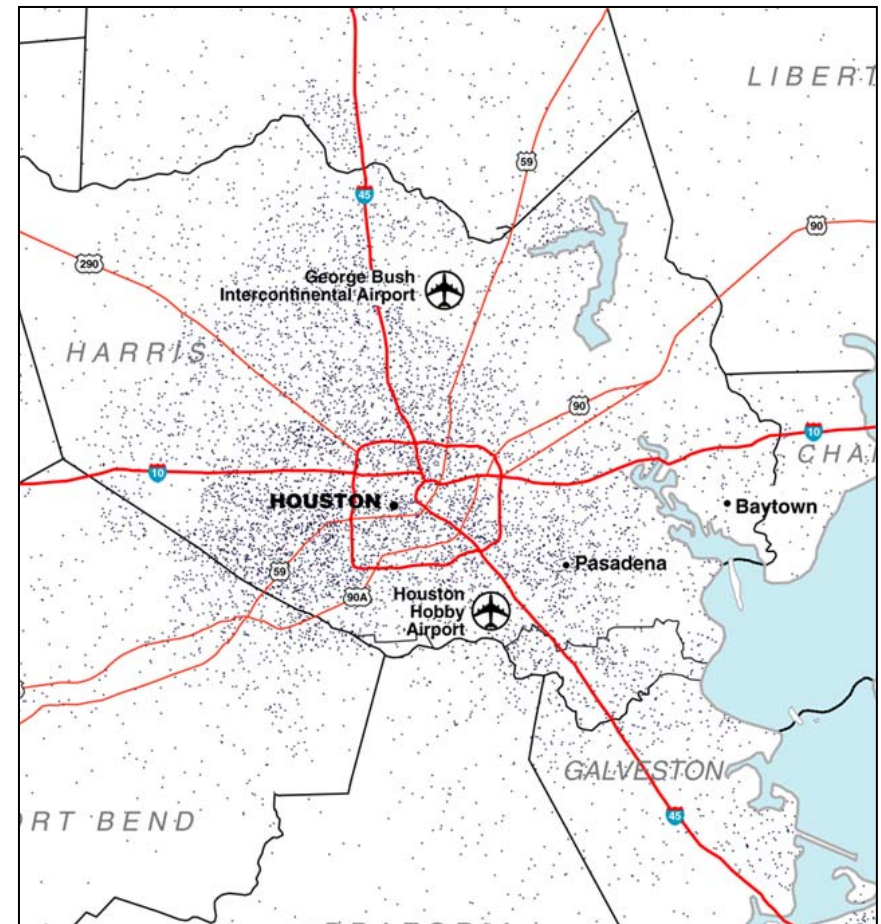 LIBERT
59
45
90
290
George Bush
Intercontinental Airport
HARRIS
90
10
10
CHA
HOUSTON
Baytown
59
Pasadena
90A
Houston
Hobby
Airport
GALVESTON
45
ORT BEND